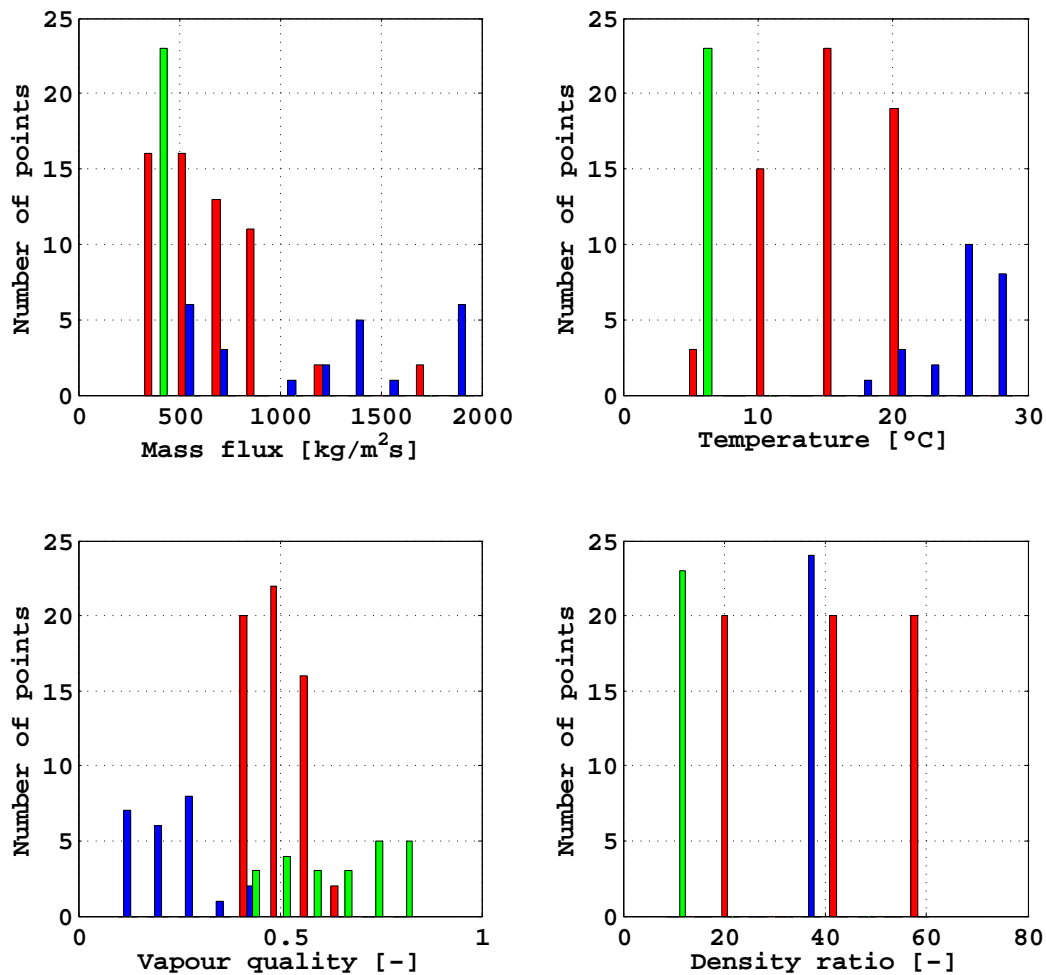 25
20
15
10
5
0
Number of points
0 500 1000 1500 2000
Mass flux [kg/m²s]
25
20
15
10
5
0
Number of points
0 10 20 30
Temperature [ºC]
25
20
15
10
5
0
Number of points
0 0.5 1
Vapour quality [-]
25
20
15
10
5
0
Number of points
0 20 40 60 80
Density ratio [-]